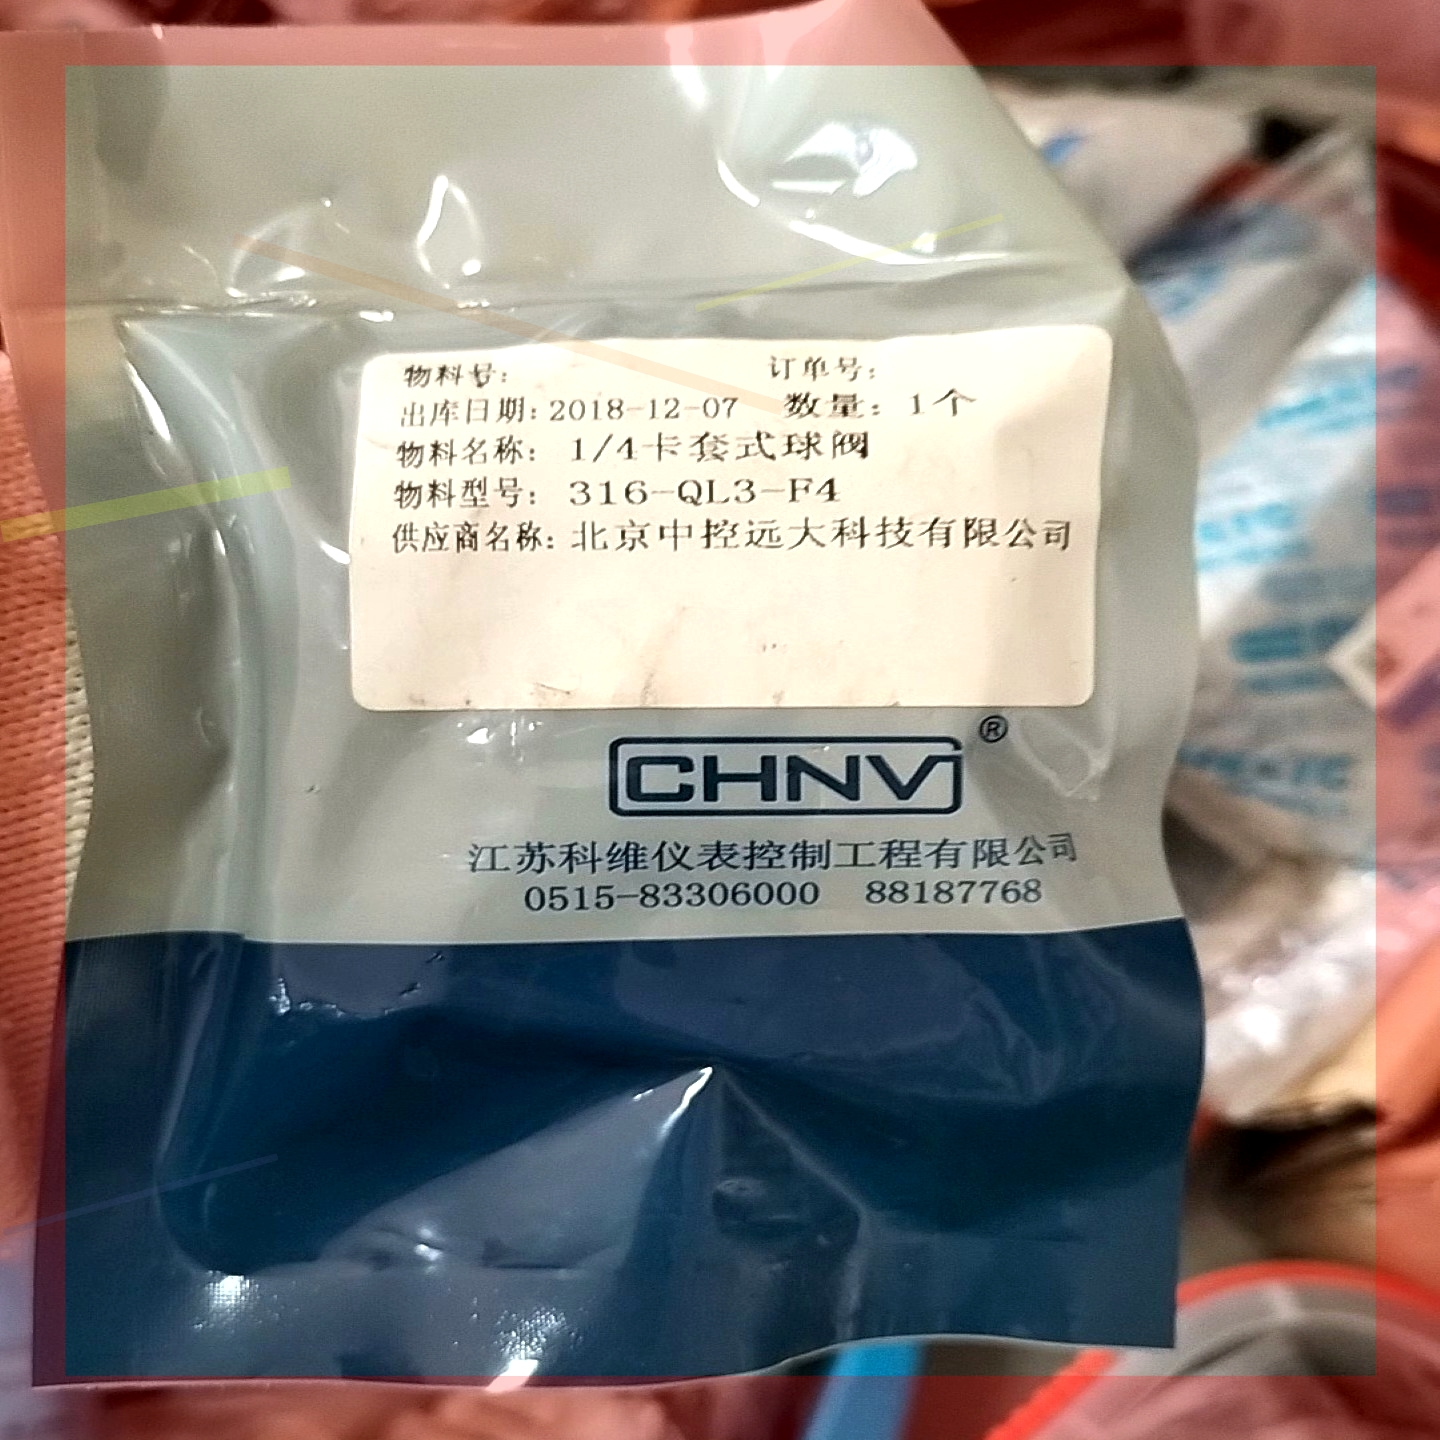 物料号： 订单号：
出库日期：2018-12-07 数量：1个
物料名称： 1/4卡套式球阀
物料型号： 316-QL3-F4
供应商名称：北京中控远大科技有限公司
CHNV®
江苏科维仪表控制工程有限公司
0515-83306000 88187768